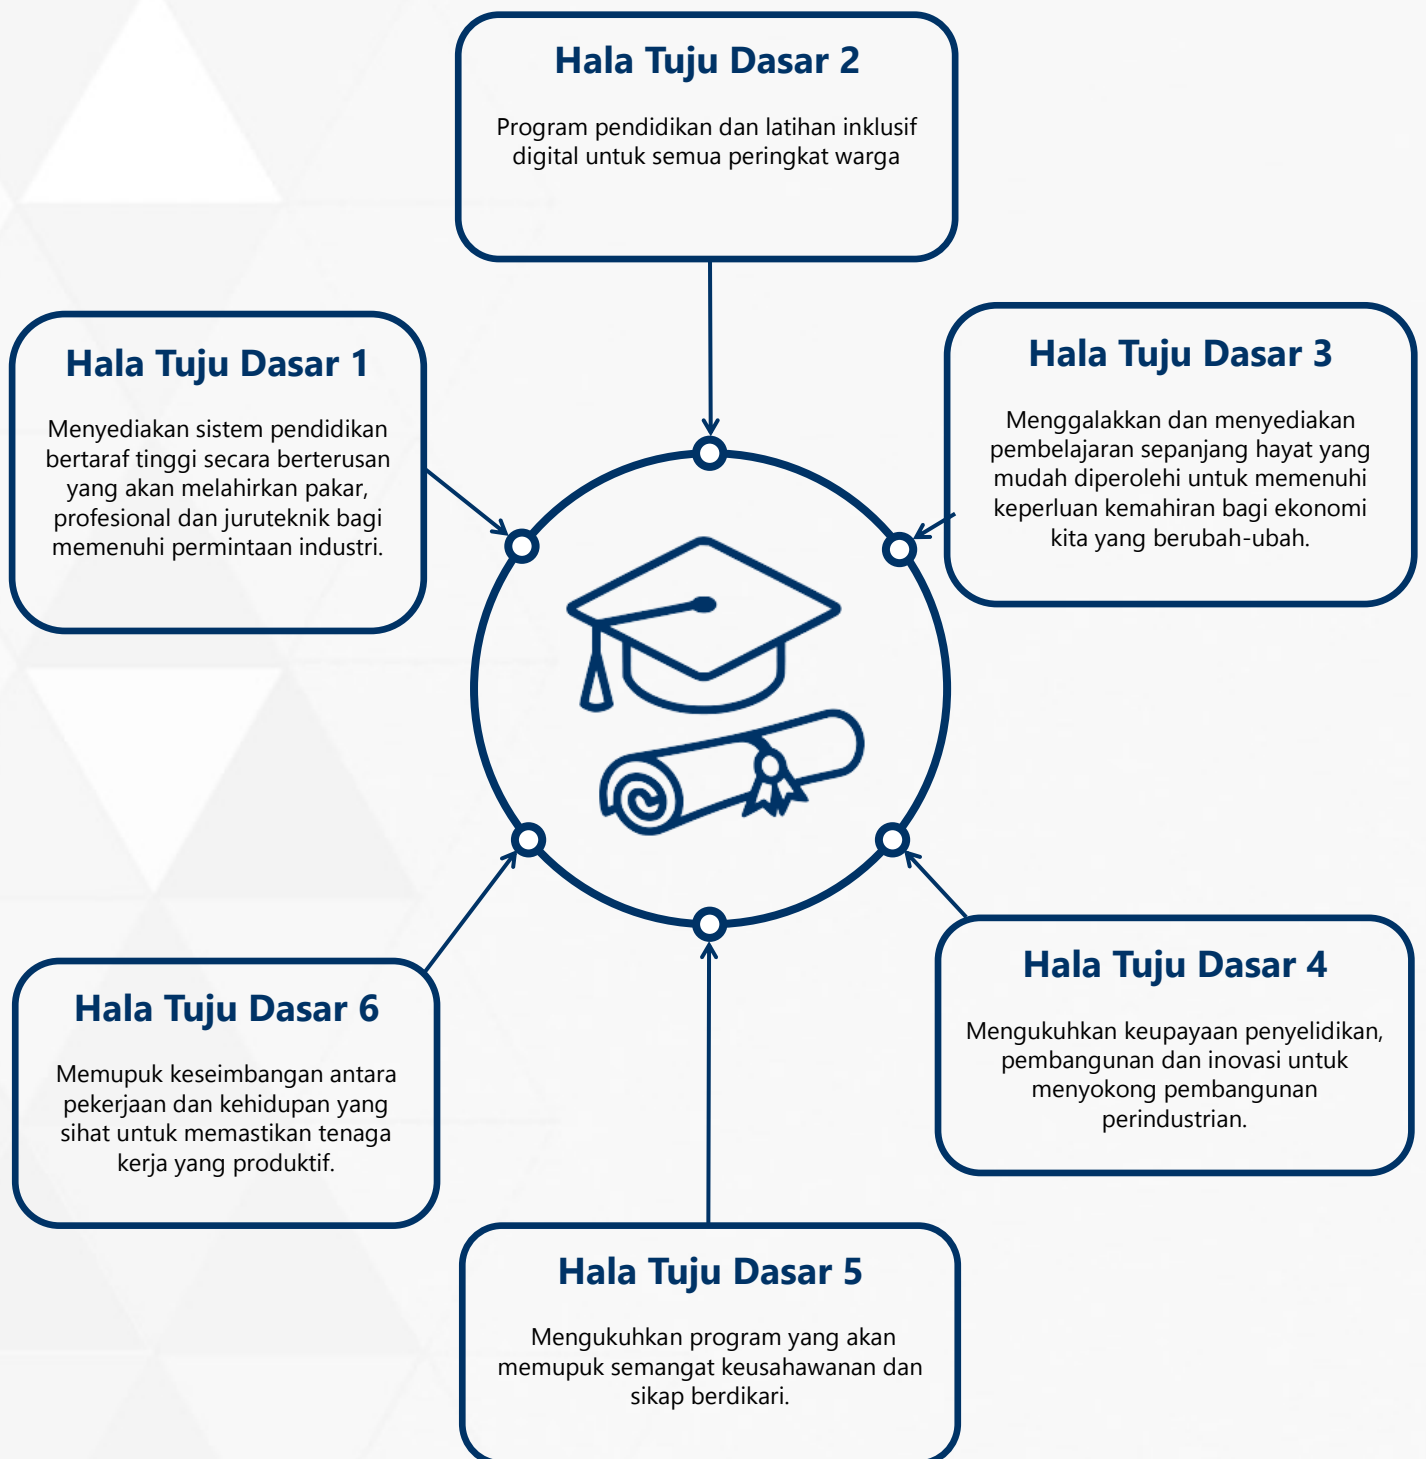 Hala Tuju Dasar 2
Program pendidikan dan latihan inklusif
digital untuk semua peringkat warga
Hala Tuju Dasar 1
Menyediakan sistem pendidikan
bertaraf tinggi secara berterusan
yang akan melahirkan pakar,
profesional dan juruteknik bagi
memenuhi permintaan industri.
Hala Tuju Dasar 3
Menggalakkan dan menyediakan
pembelajaran sepanjang hayat yang
mudah diperolehi untuk memenuhi
keperluan kemahiran bagi ekonomi
kita yang berubah-ubah.
Hala Tuju Dasar 4
Mengukuhkan keupayaan penyelidikan,
pembangunan dan inovasi untuk
menyokong pembangunan
perindustrian.
Hala Tuju Dasar 6
Memupuk keseimbangan antara
pekerjaan dan kehidupan yang
sihat untuk memastikan tenaga
kerja yang produktif.
Hala Tuju Dasar 5
Mengukuhkan program yang akan
memupuk semangat keusahawanan dan
sikap berdikari.